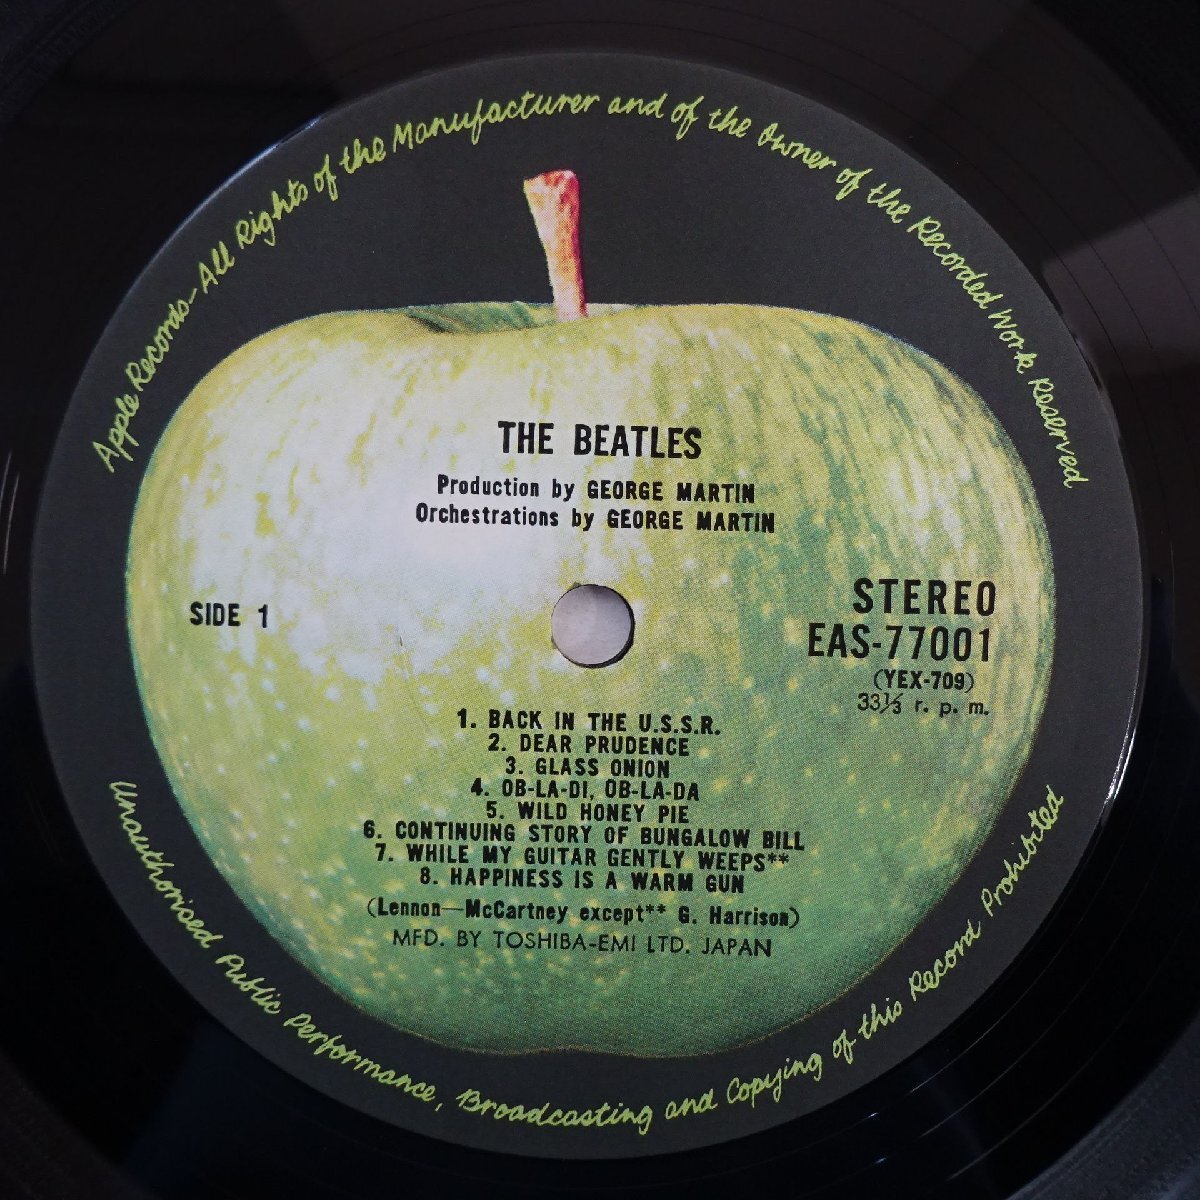 Apple Records-All Rights of the Manufacturer and of the Owner of the Recorded Work Reserved
THE BEATLES
Production by GEORGE MARTIN
Orchestrations by GEORGE MARTIN
SIDE 1
STEREO
EAS-77001
(YEX-709)
33⅓ r. p. m.
1. BACK IN THE U.S.S.R.
2. DEAR PRUDENCE
3. GLASS ONION
4. OB-LA-DI, OB-LA-DA
5. WILD HONEY PIE
6. CONTINUING STORY OF BUNGALOW BILL
7. WHILE MY GUITAR GENTLY WEEPS**
8. HAPPINESS IS A WARM GUN
(Lennon—McCartney except** G. Harrison)
MFD. BY TOSHIBA-EMI LTD. JAPAN
Unauthorised Public Performance, Broadcasting and Copying of this Record Prohibited